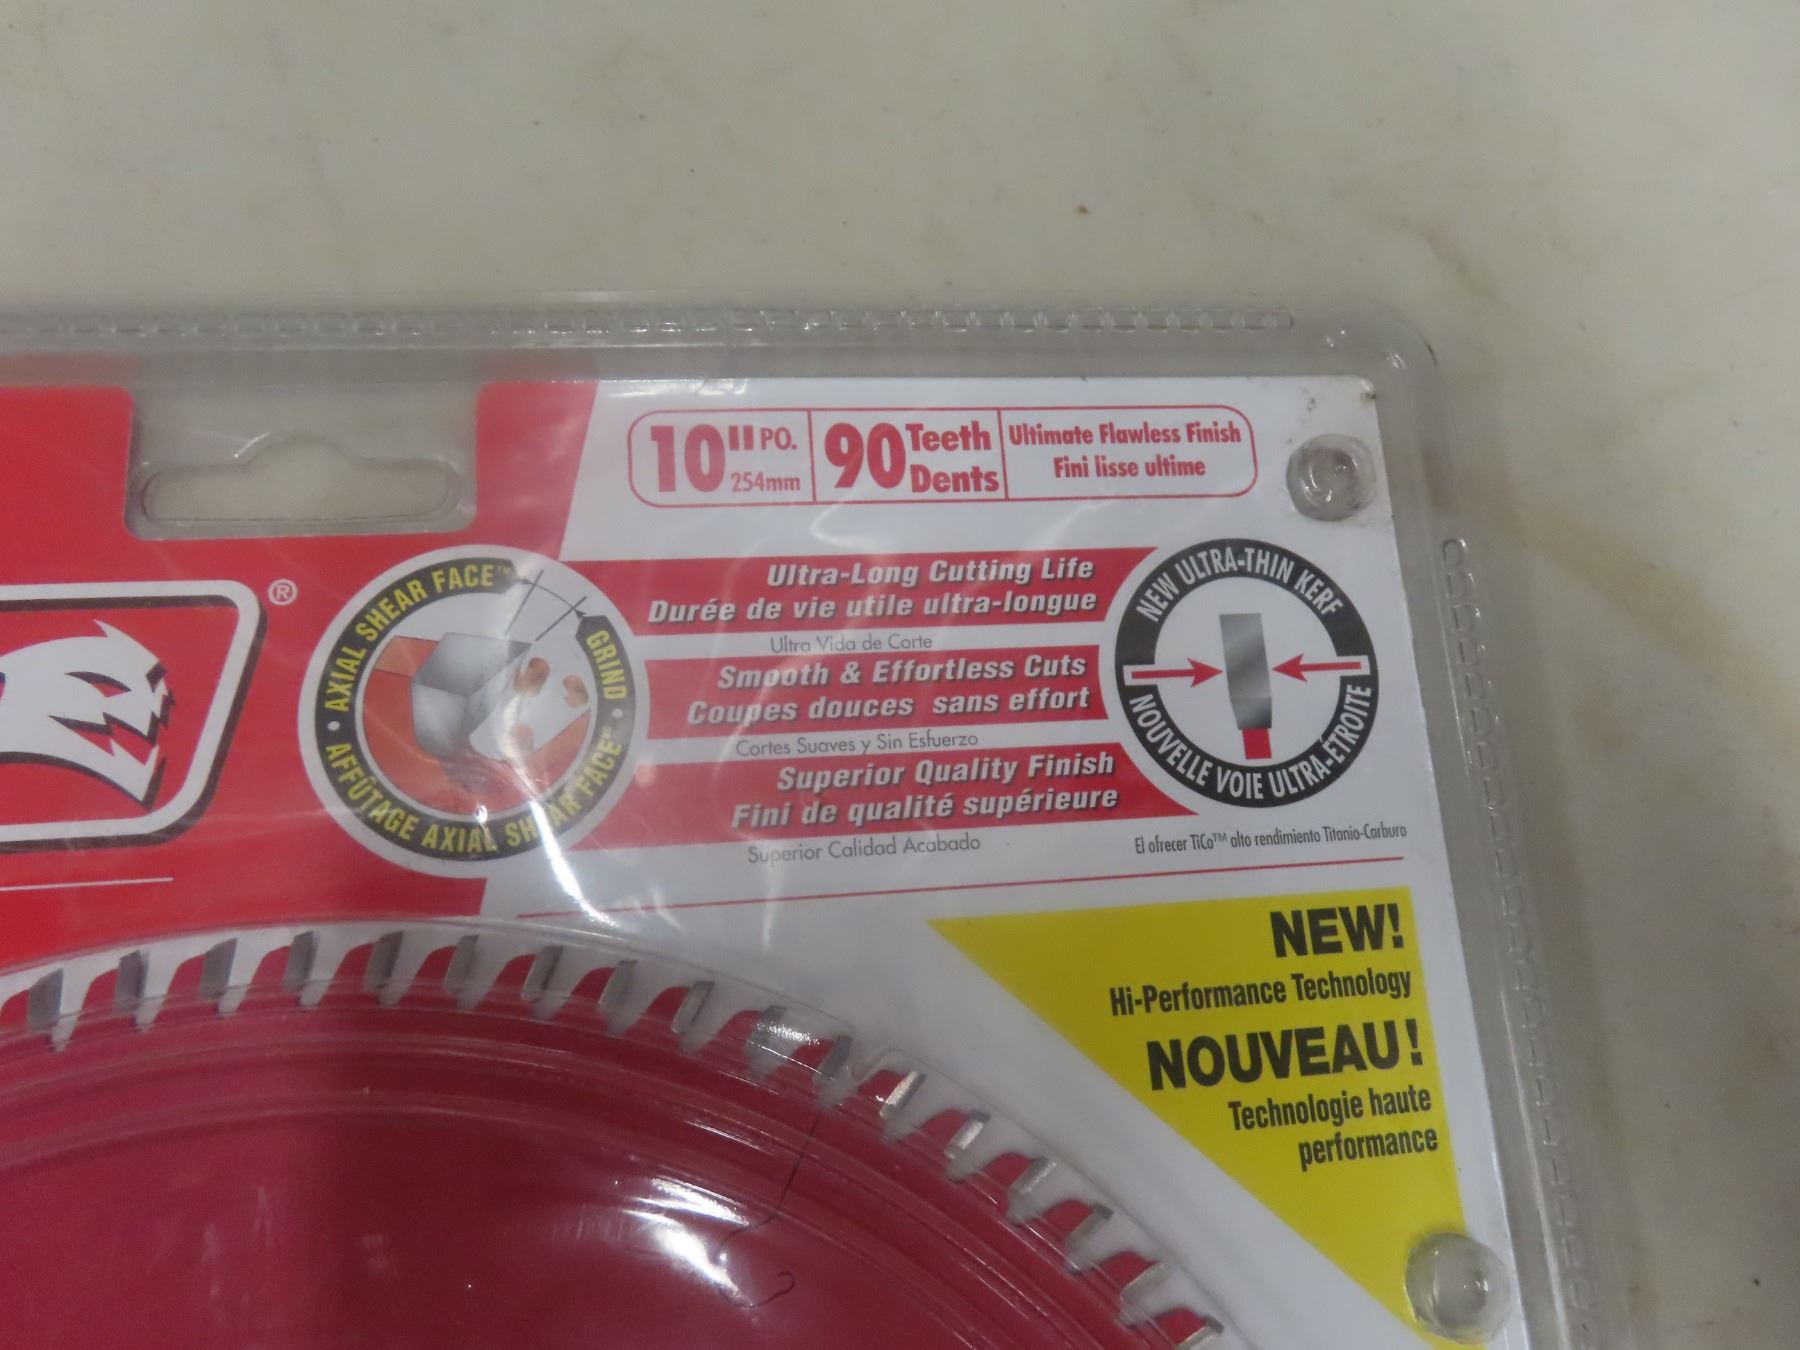 10" PO.
254mm
90 Teeth
Dents
Ultimate Flawless Finish
Fini lisse ultime
®
• AXIAL SHEAR FACE™ GRIND •
AFFÛTAGE AXIAL SHEAR FACE
Ultra-Long Cutting Life
Durée de vie utile ultra-longue
Ultra Vida de Corte
Smooth & Effortless Cuts
Coupes douces sans effort
Cortes Suaves y Sin Esfuerzo
Superior Quality Finish
Fini de qualité supérieure
Superior Calidad Acabado
NEW ULTRA-THIN KERF
NOUVELLE VOIE ULTRA-ÉTROITE
El ofrecer TiCo™ alto rendimiento Titanio-Carburo
NEW!
Hi-Performance Technology
NOUVEAU!
Technologie haute
performance